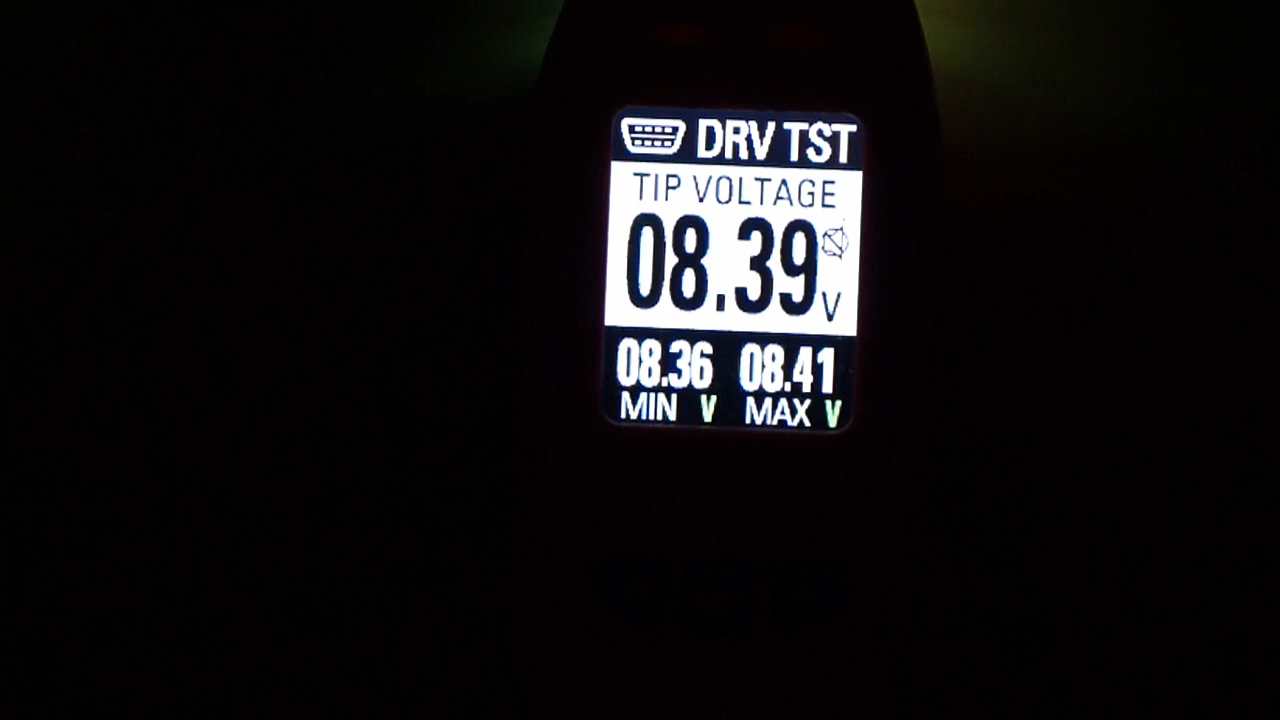 DRV TST
TIP VOLTAGE
08.39 V
08.36 08.41
MIN V MAX V